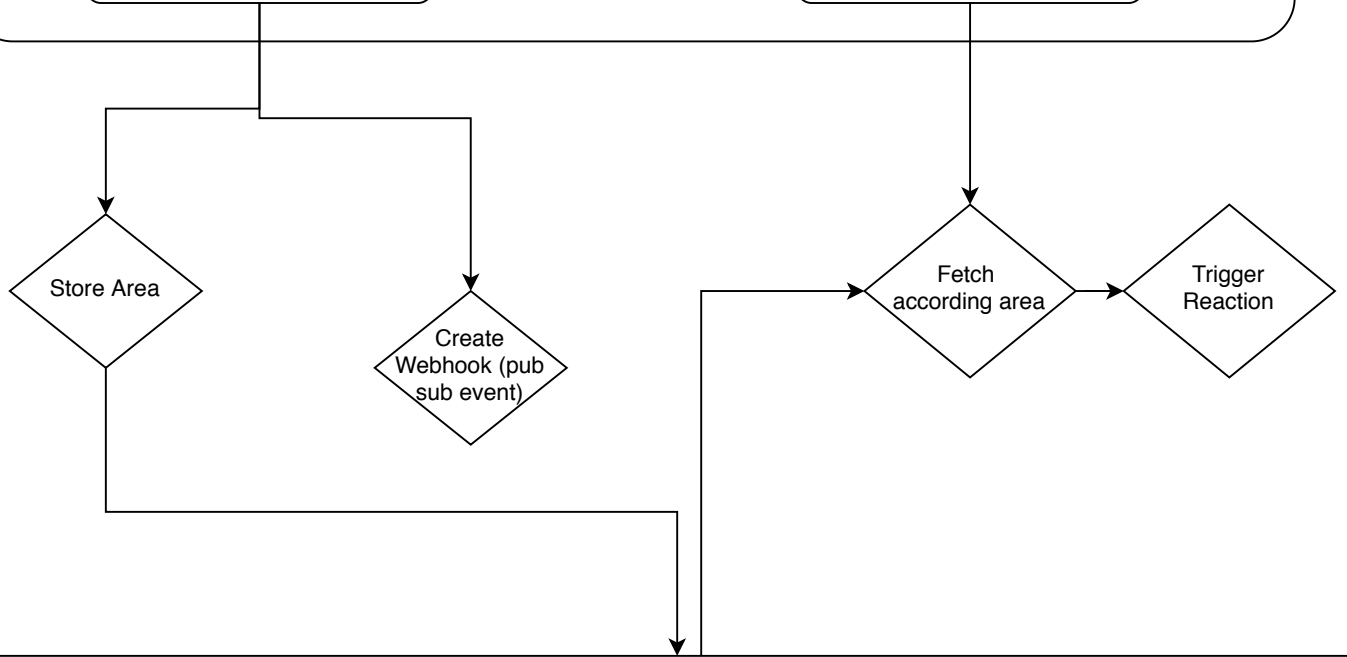 Store Area
Create
Webhook (pub
sub event)
Fetch
according area
Trigger
Reaction